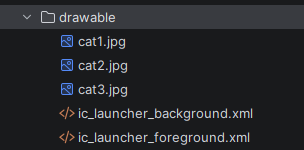 drawable
cat1.jpg
cat2.jpg
cat3.jpg
ic_launcher_background.xml
ic_launcher_foreground.xml